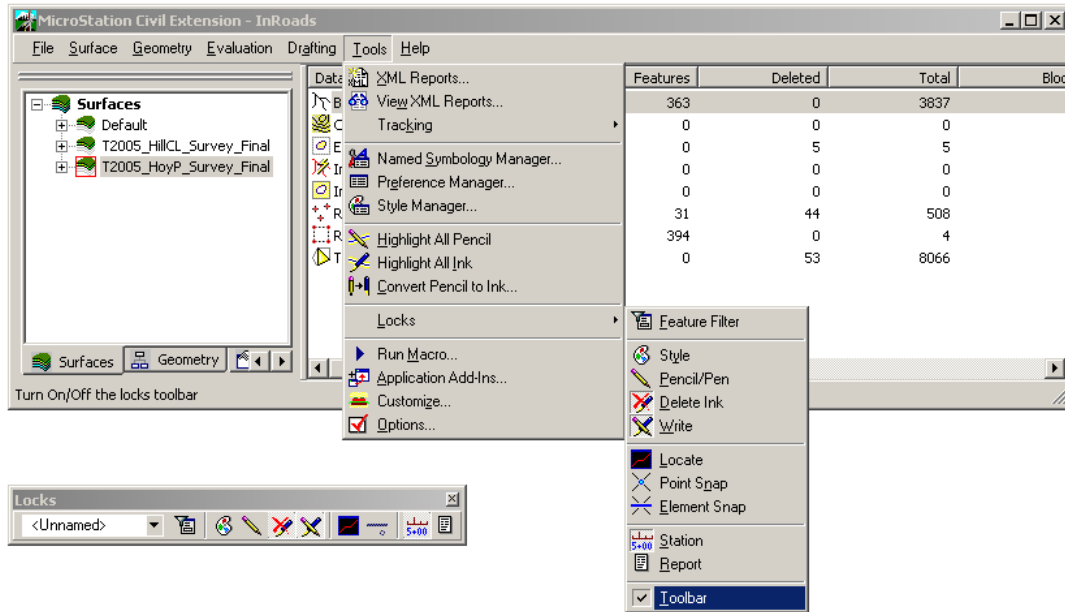 MicroStation Civil Extension - InRoads
File Surface Geometry Evaluation Drafting Tools Help
Surfaces
Default
T2005_HillCL_Survey_Final
T2005_HoyP_Survey_Final
Surfaces Geometry
Turn On/Off the locks toolbar
Features Deleted Total
363 0 3837
0 0 0
0 5 5
0 0 0
0 0 0
31 44 508
394 0 4
0 53 8066
XML Reports...
View XML Reports...
Tracking
Named Symbology Manager...
Preference Manager...
Style Manager...
Highlight All Pencil
Highlight All Ink
Convert Pencil to Ink...
Locks
Run Macro...
Application Add-Ins...
Customize...
Options...
Feature Filter
Style
Pencil/Pen
Delete Ink
Write
Locate
Point Snap
Element Snap
5+00 Station
Report
Toolbar
Locks
<Unnamed> 5+00